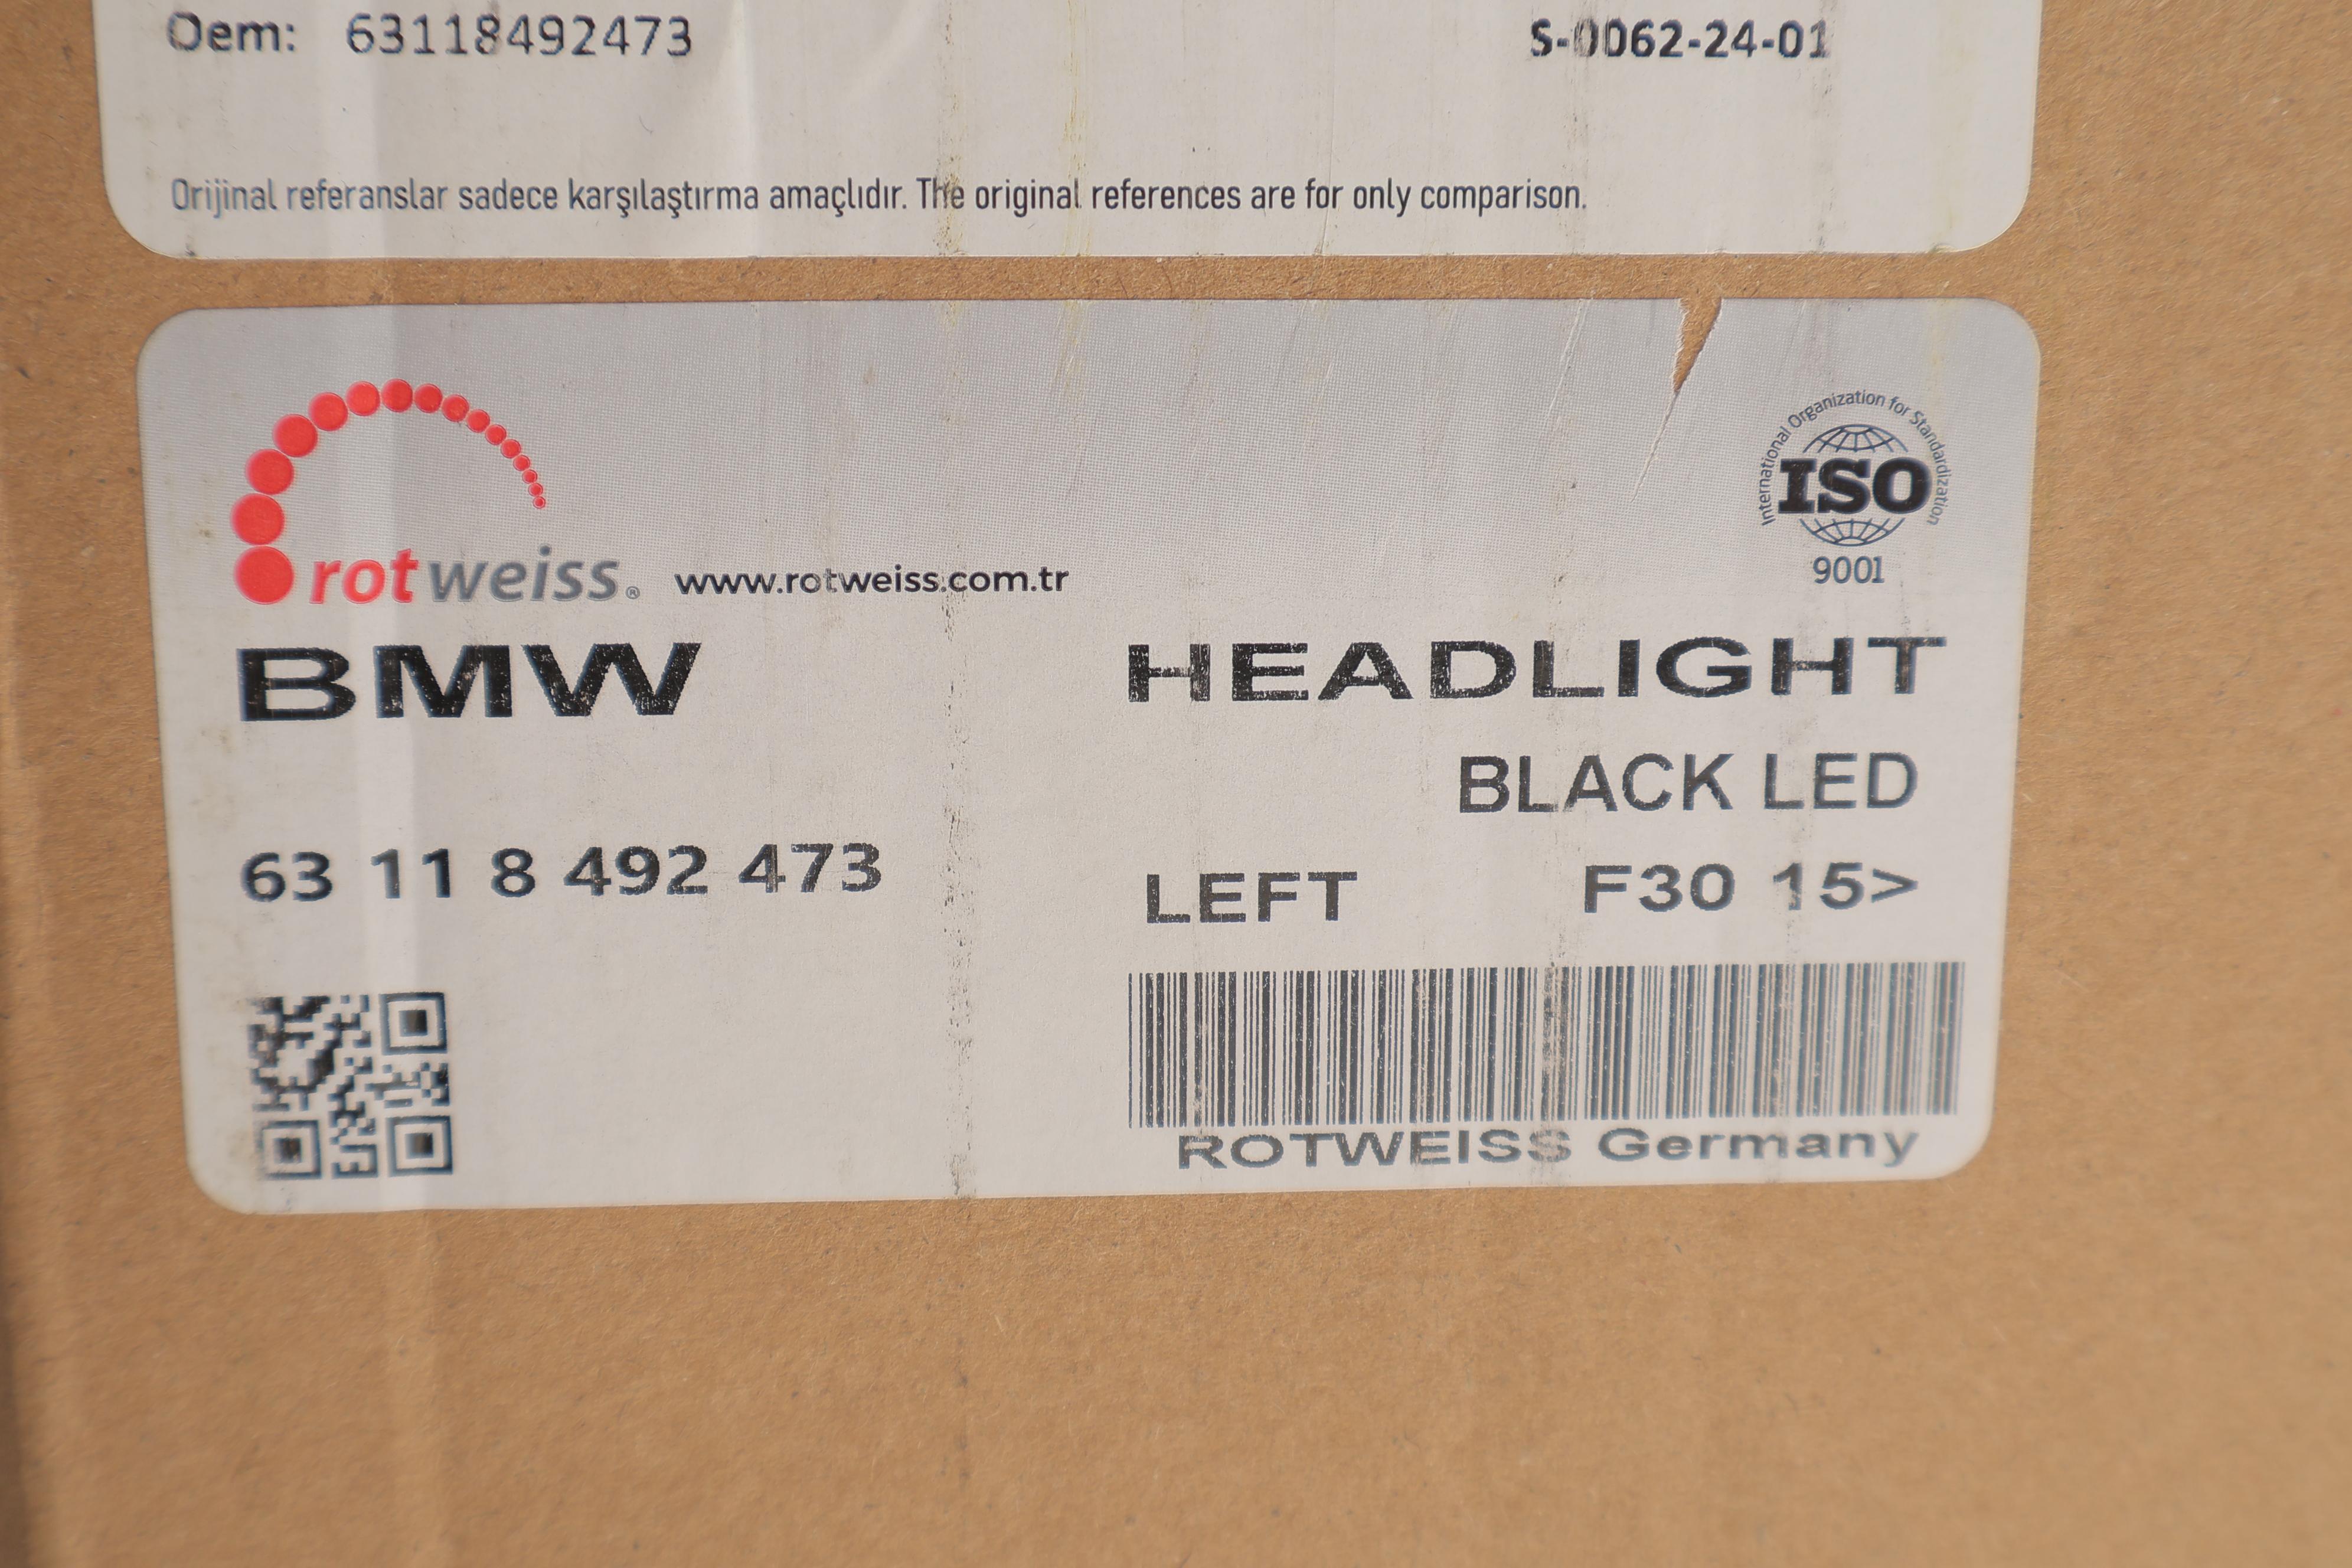 Oem: 63118492473
S-0062-24-01
Orijinal referanslar sadece karşılaştırma amaçlıdır. The original references are for only comparison.
International Organization for Standardization
ISO
9001
rotweiss® www.rotweiss.com.tr
BMW
HEADLIGHT
BLACK LED
63 11 8 492 473
LEFT F30 15>
ROTWEISS Germany